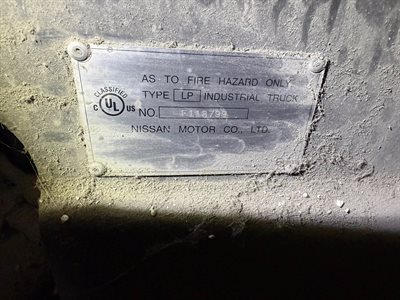 AS TO FIRE HAZARD ONLY
CLASSIFIED
C UL US
TYPE LP INDUSTRIAL TRUCK
NO.
NISSAN MOTOR CO., LTD.